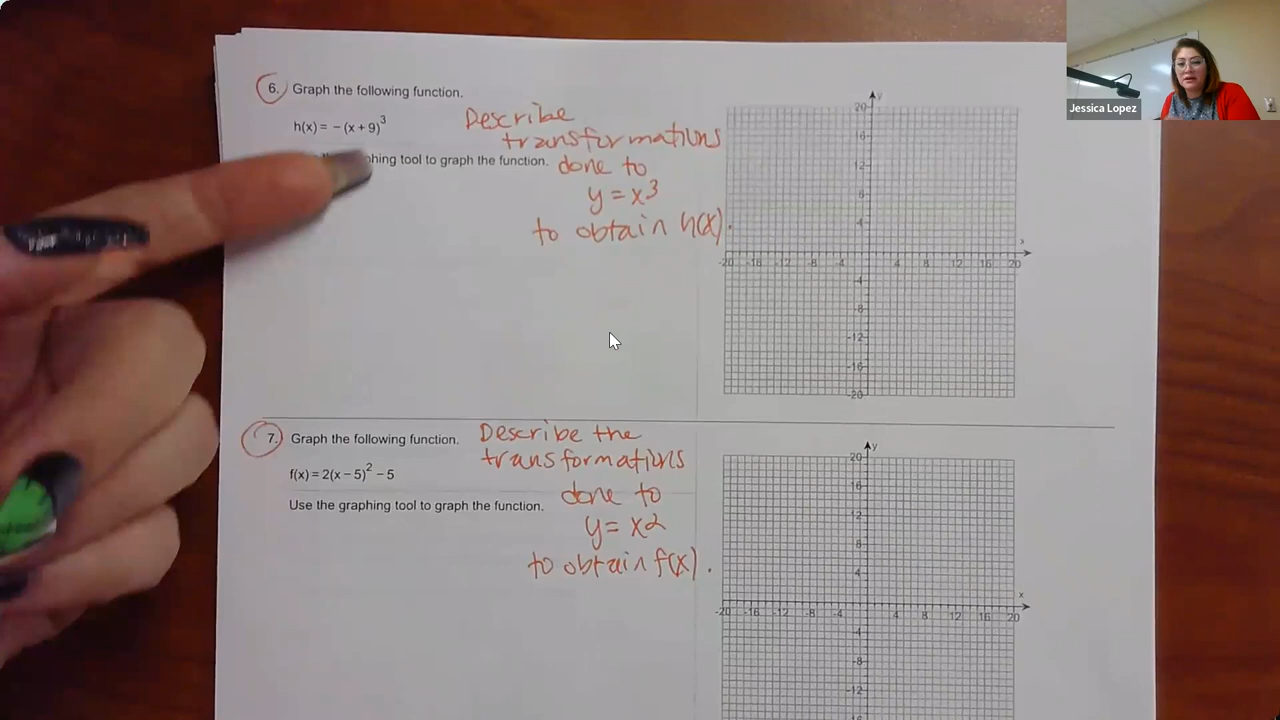 Jessica Lopez
6. Graph the following function.
h(x) = − (x + 9)³
graphing tool to graph the function.
Describe
transformations
done to
y = x³
to obtain h(x).
y
20
16
12
8
4
x
-20 -16 -12 -8 -4 4 8 12 16 20
-4
-8
-12
-16
-20
7. Graph the following function.
f(x) = 2(x − 5)² − 5
Use the graphing tool to graph the function.
Describe the
transformations
done to
y = x2
to obtain f(x).
y
20
16
12
8
4
x
-20 -16 -12 -8 -4 4 8 12 16 20
-4
-8
-12